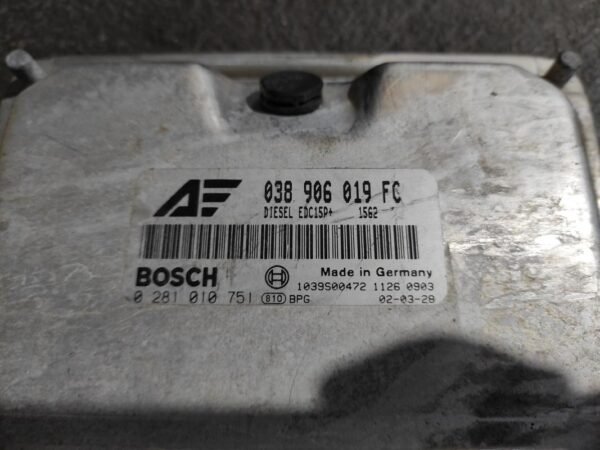 AE 038 906 019 FC
DIESEL EDC15P+ 1562
BOSCH Made in Germany
1039S00472 1126 0903
0 281 010 751 810 BPG 02-03-28